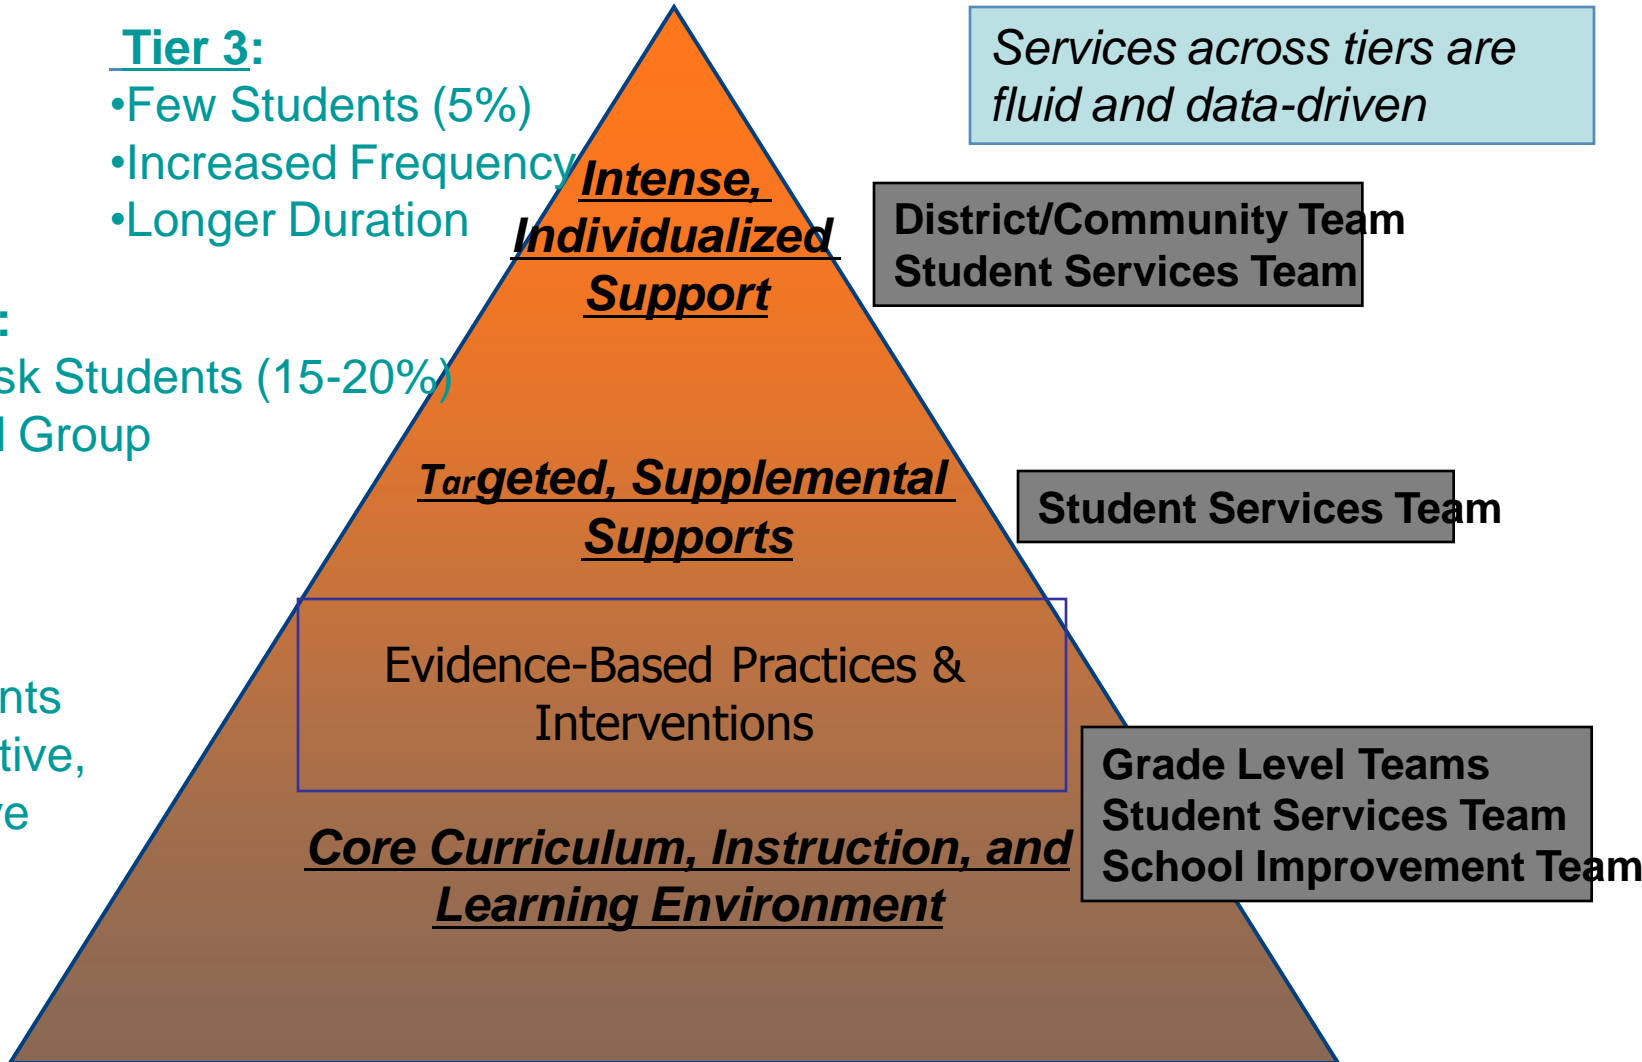 Tier 3:
•Few Students (5%)
•Increased Frequency
•Longer Duration
Services across tiers are
fluid and data-driven
Intense,
Individualized
Support
District/Community Team
Student Services Team
:
sk Students (15-20%)
Group
Targeted, Supplemental
Supports
Student Services Team
Evidence-Based Practices &
Interventions
nts
tive,
Core Curriculum, Instruction, and
Learning Environment
Grade Level Teams
Student Services Team
School Improvement Team